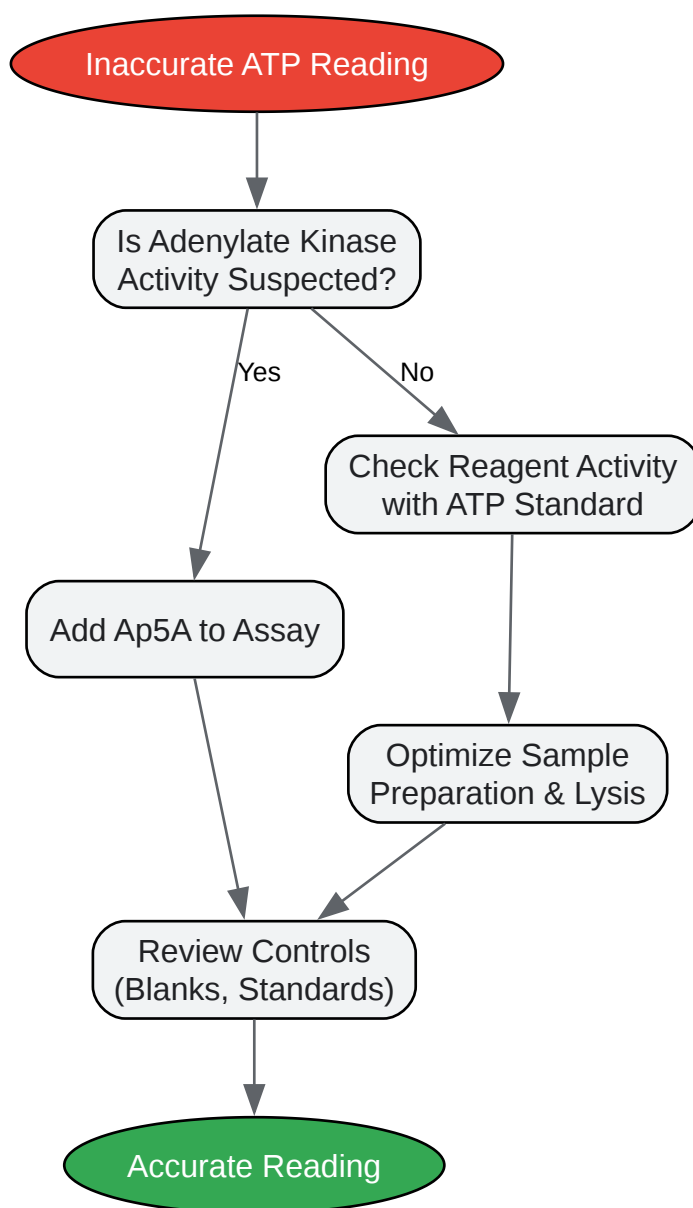 Inaccurate ATP Reading
Is Adenylate Kinase
Activity Suspected?
Yes
No
Check Reagent Activity
with ATP Standard
Add Ap5A to Assay
Optimize Sample
Preparation & Lysis
Review Controls
(Blanks, Standards)
Accurate Reading